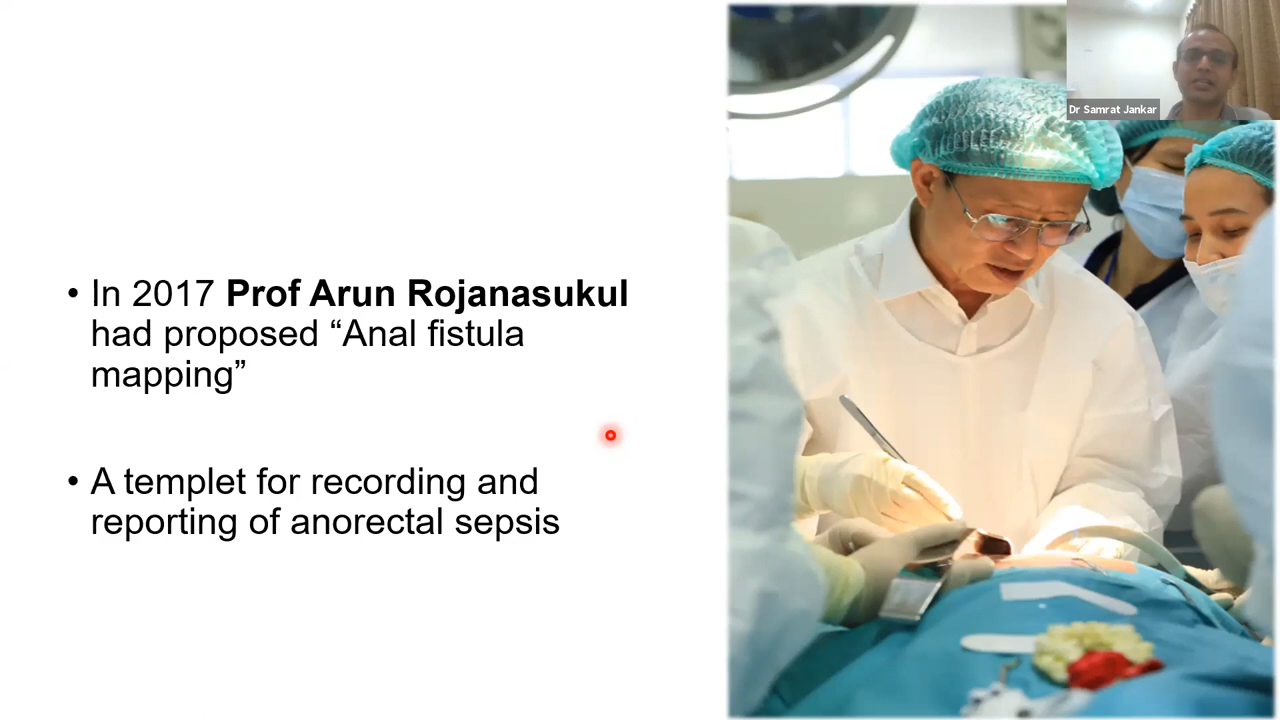 • In 2017 Prof Arun Rojanasukul
had proposed “Anal fistula
mapping”
• A templet for recording and
reporting of anorectal sepsis
Dr Samrat Jankar